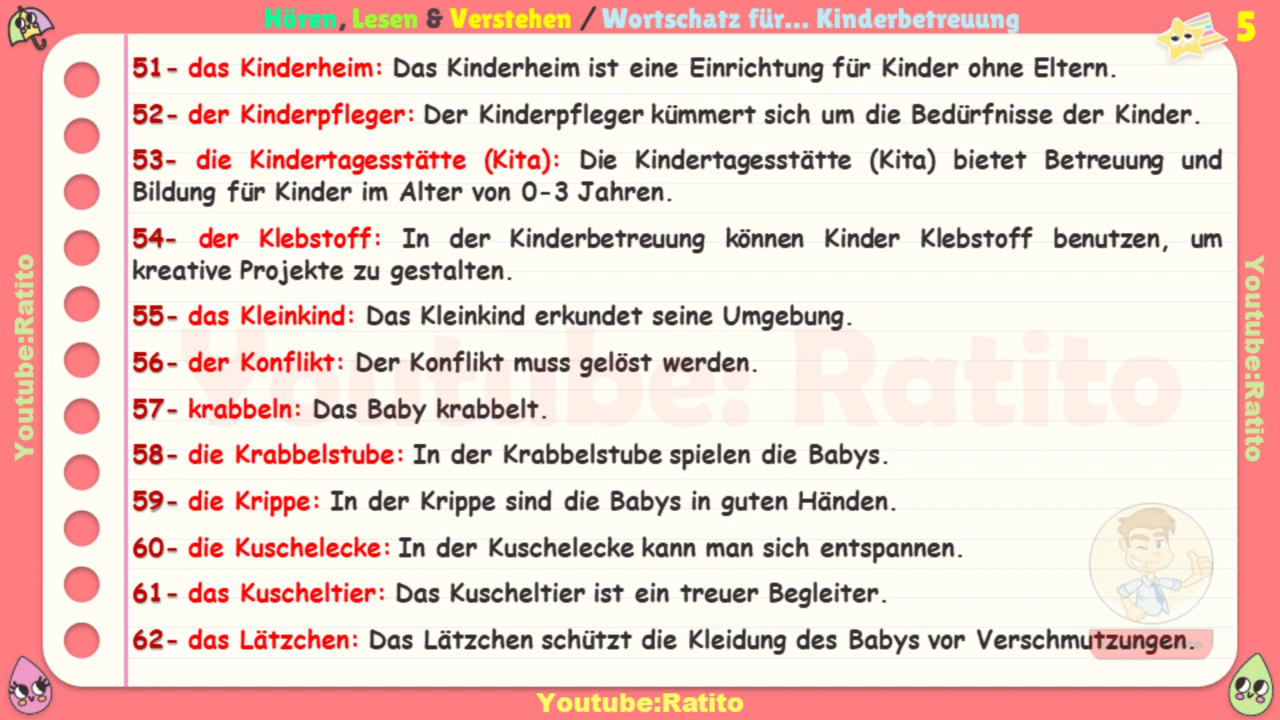 Hören, Lesen & Verstehen / Wortschatz für... Kinderbetreuung
5
51- das Kinderheim: Das Kinderheim ist eine Einrichtung für Kinder ohne Eltern.
52- der Kinderpfleger: Der Kinderpfleger kümmert sich um die Bedürfnisse der Kinder.
53- die Kindertagesstätte (Kita): Die Kindertagesstätte (Kita) bietet Betreuung und
Bildung für Kinder im Alter von 0-3 Jahren.
54- der Klebstoff: In der Kinderbetreuung können Kinder Klebstoff benutzen, um
kreative Projekte zu gestalten.
55- das Kleinkind: Das Kleinkind erkundet seine Umgebung.
56- der Konflikt: Der Konflikt muss gelöst werden.
57- krabbeln: Das Baby krabbelt.
58- die Krabbelstube: In der Krabbelstube spielen die Babys.
59- die Krippe: In der Krippe sind die Babys in guten Händen.
60- die Kuschelecke: In der Kuschelecke kann man sich entspannen.
61- das Kuscheltier: Das Kuscheltier ist ein treuer Begleiter.
62- das Lätzchen: Das Lätzchen schützt die Kleidung des Babys vor Verschmutzungen.
Youtube: Ratito
Youtube:Ratito
Youtube:Ratito
Youtube:Ratito